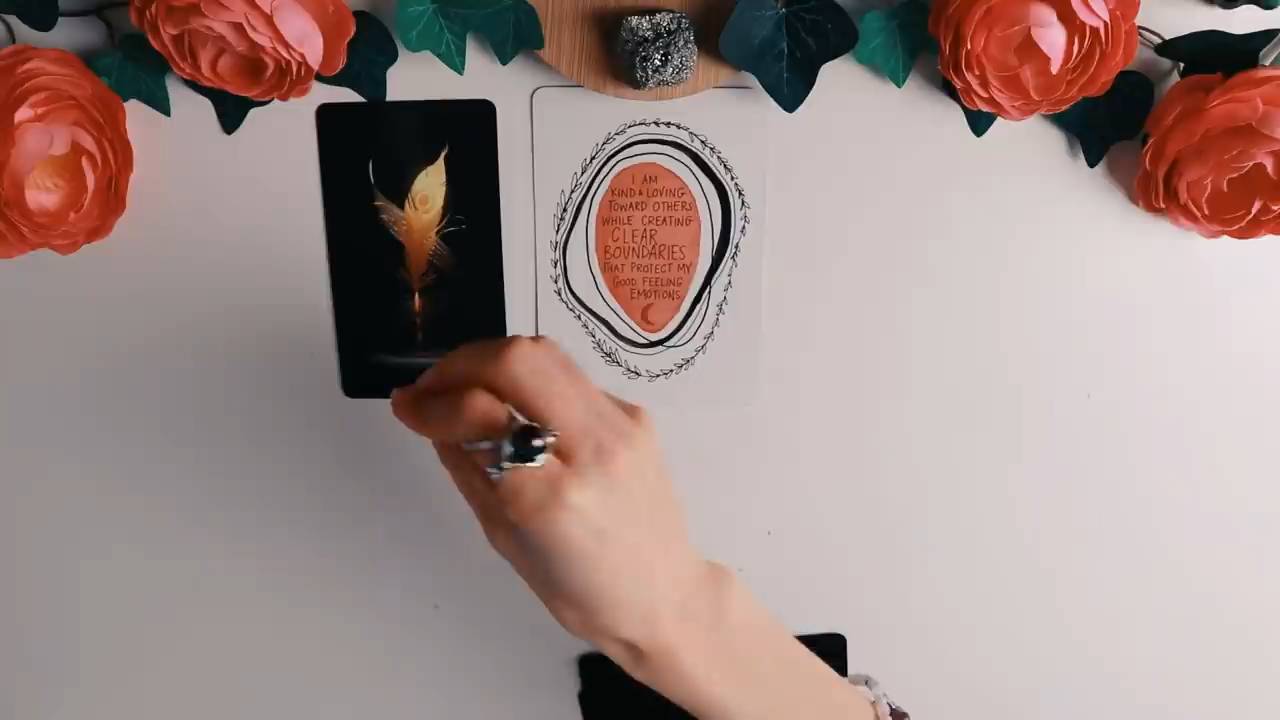 I AM
KIND & LOVING
TOWARD OTHERS
WHILE CREATING
CLEAR
BOUNDARIES
THAT PROTECT MY
GOOD FEELING
EMOTIONS